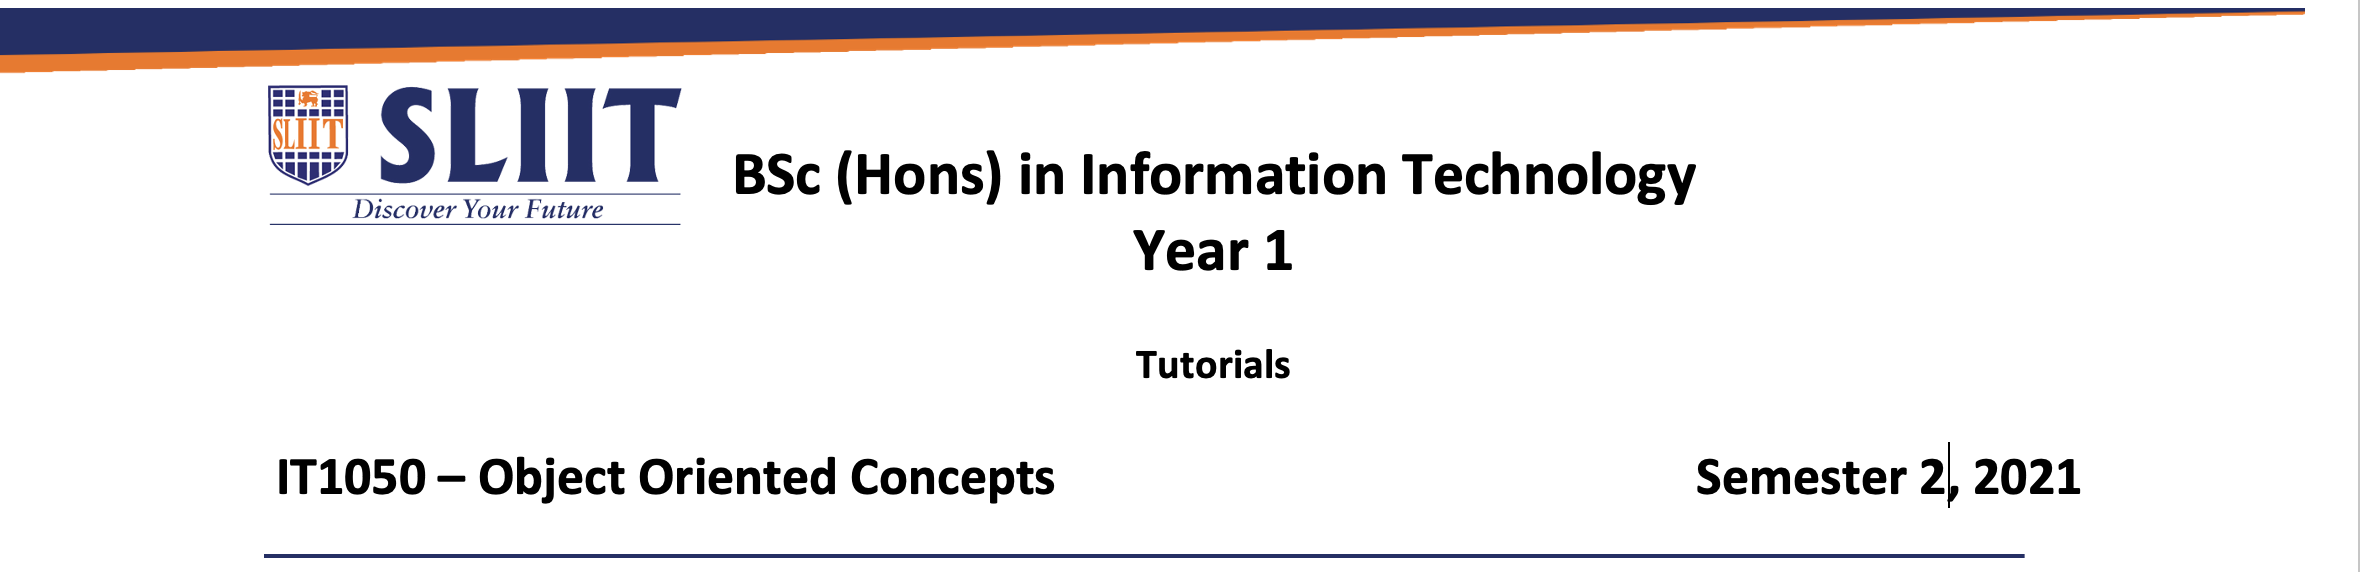 SLIIT
SLIIT
Discover Your Future
BSc (Hons) in Information Technology
Year 1
Tutorials
IT1050 – Object Oriented Concepts
Semester 2, 2021